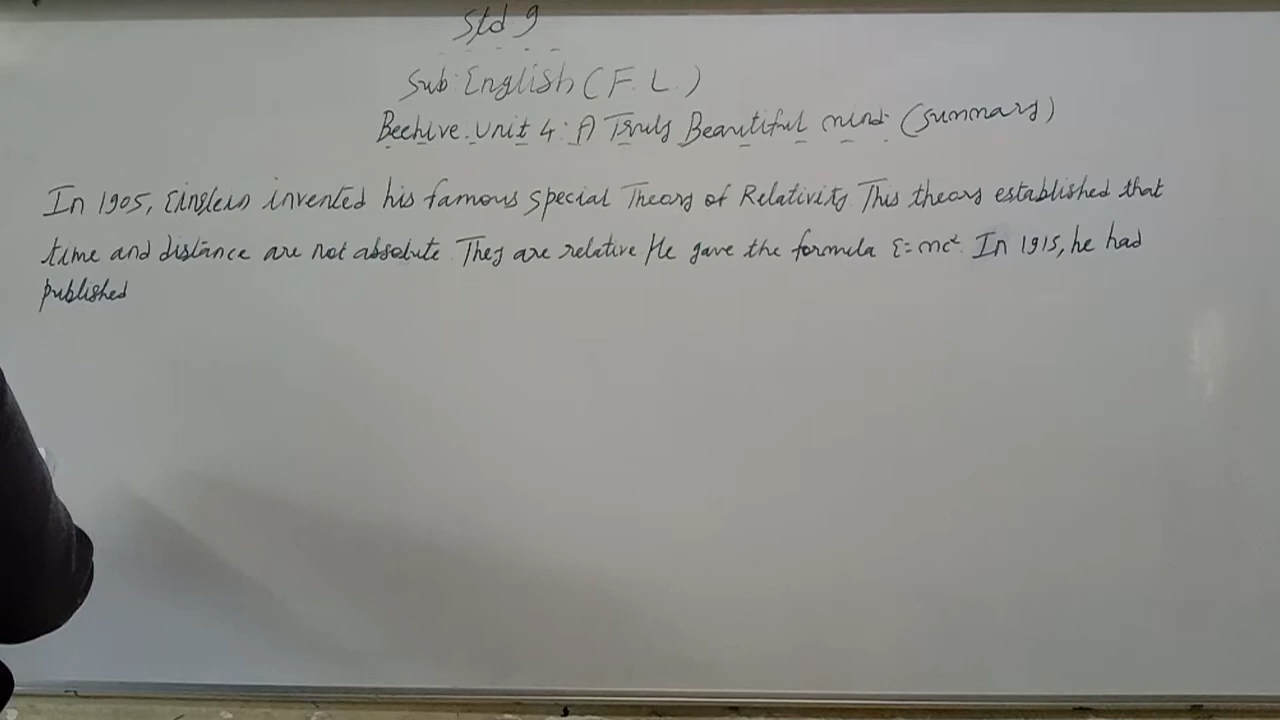 Std 9
Sub: English (F.L.)
Beehive. Unit 4: A Truly Beautiful mind. (summary)
In 1905, Einstein invented his famous special Theory of Relativity This theory established that
time and distance are not absolute. They are relative He gave the formula E=mc². In 1915, he had
published